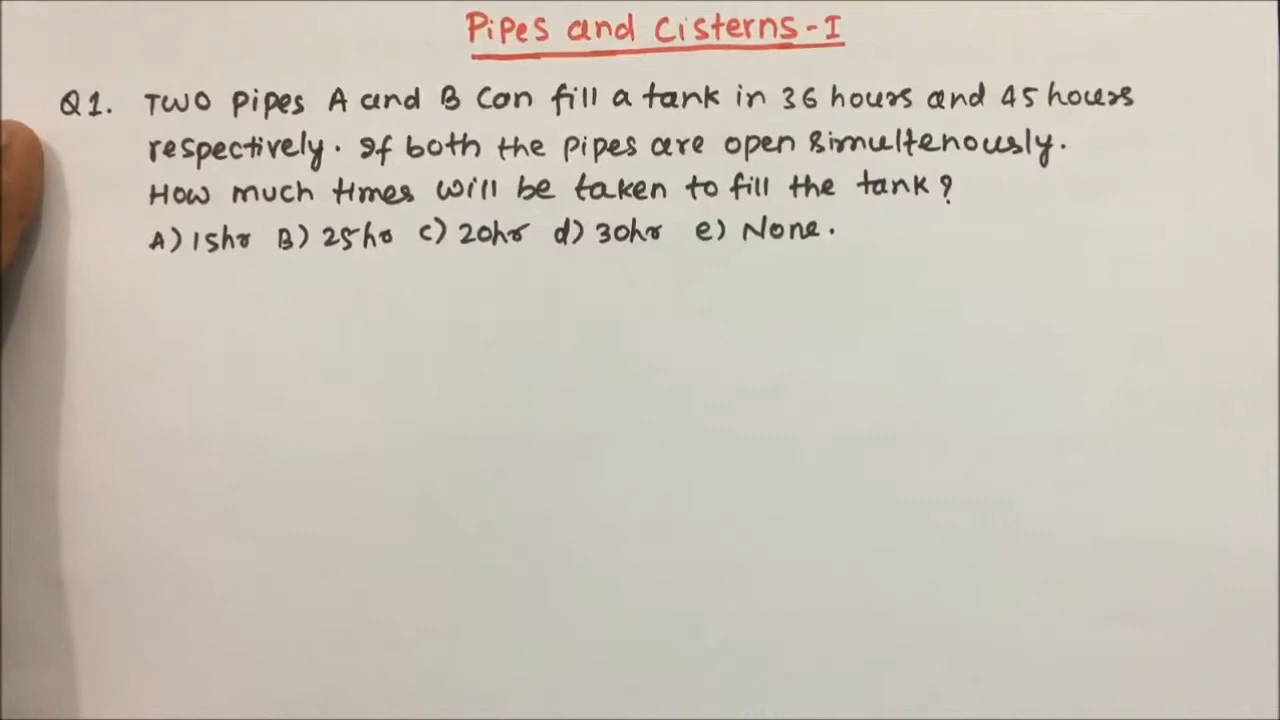 Pipes and Cisterns-I
Q1. Two Pipes A and B Can fill a tank in 36 hours and 45 hours
respectively. If both the pipes are open simultenously.
How much times will be taken to fill the tank?
A) 15hr B) 25hr c) 20hr d) 30hr e) None.